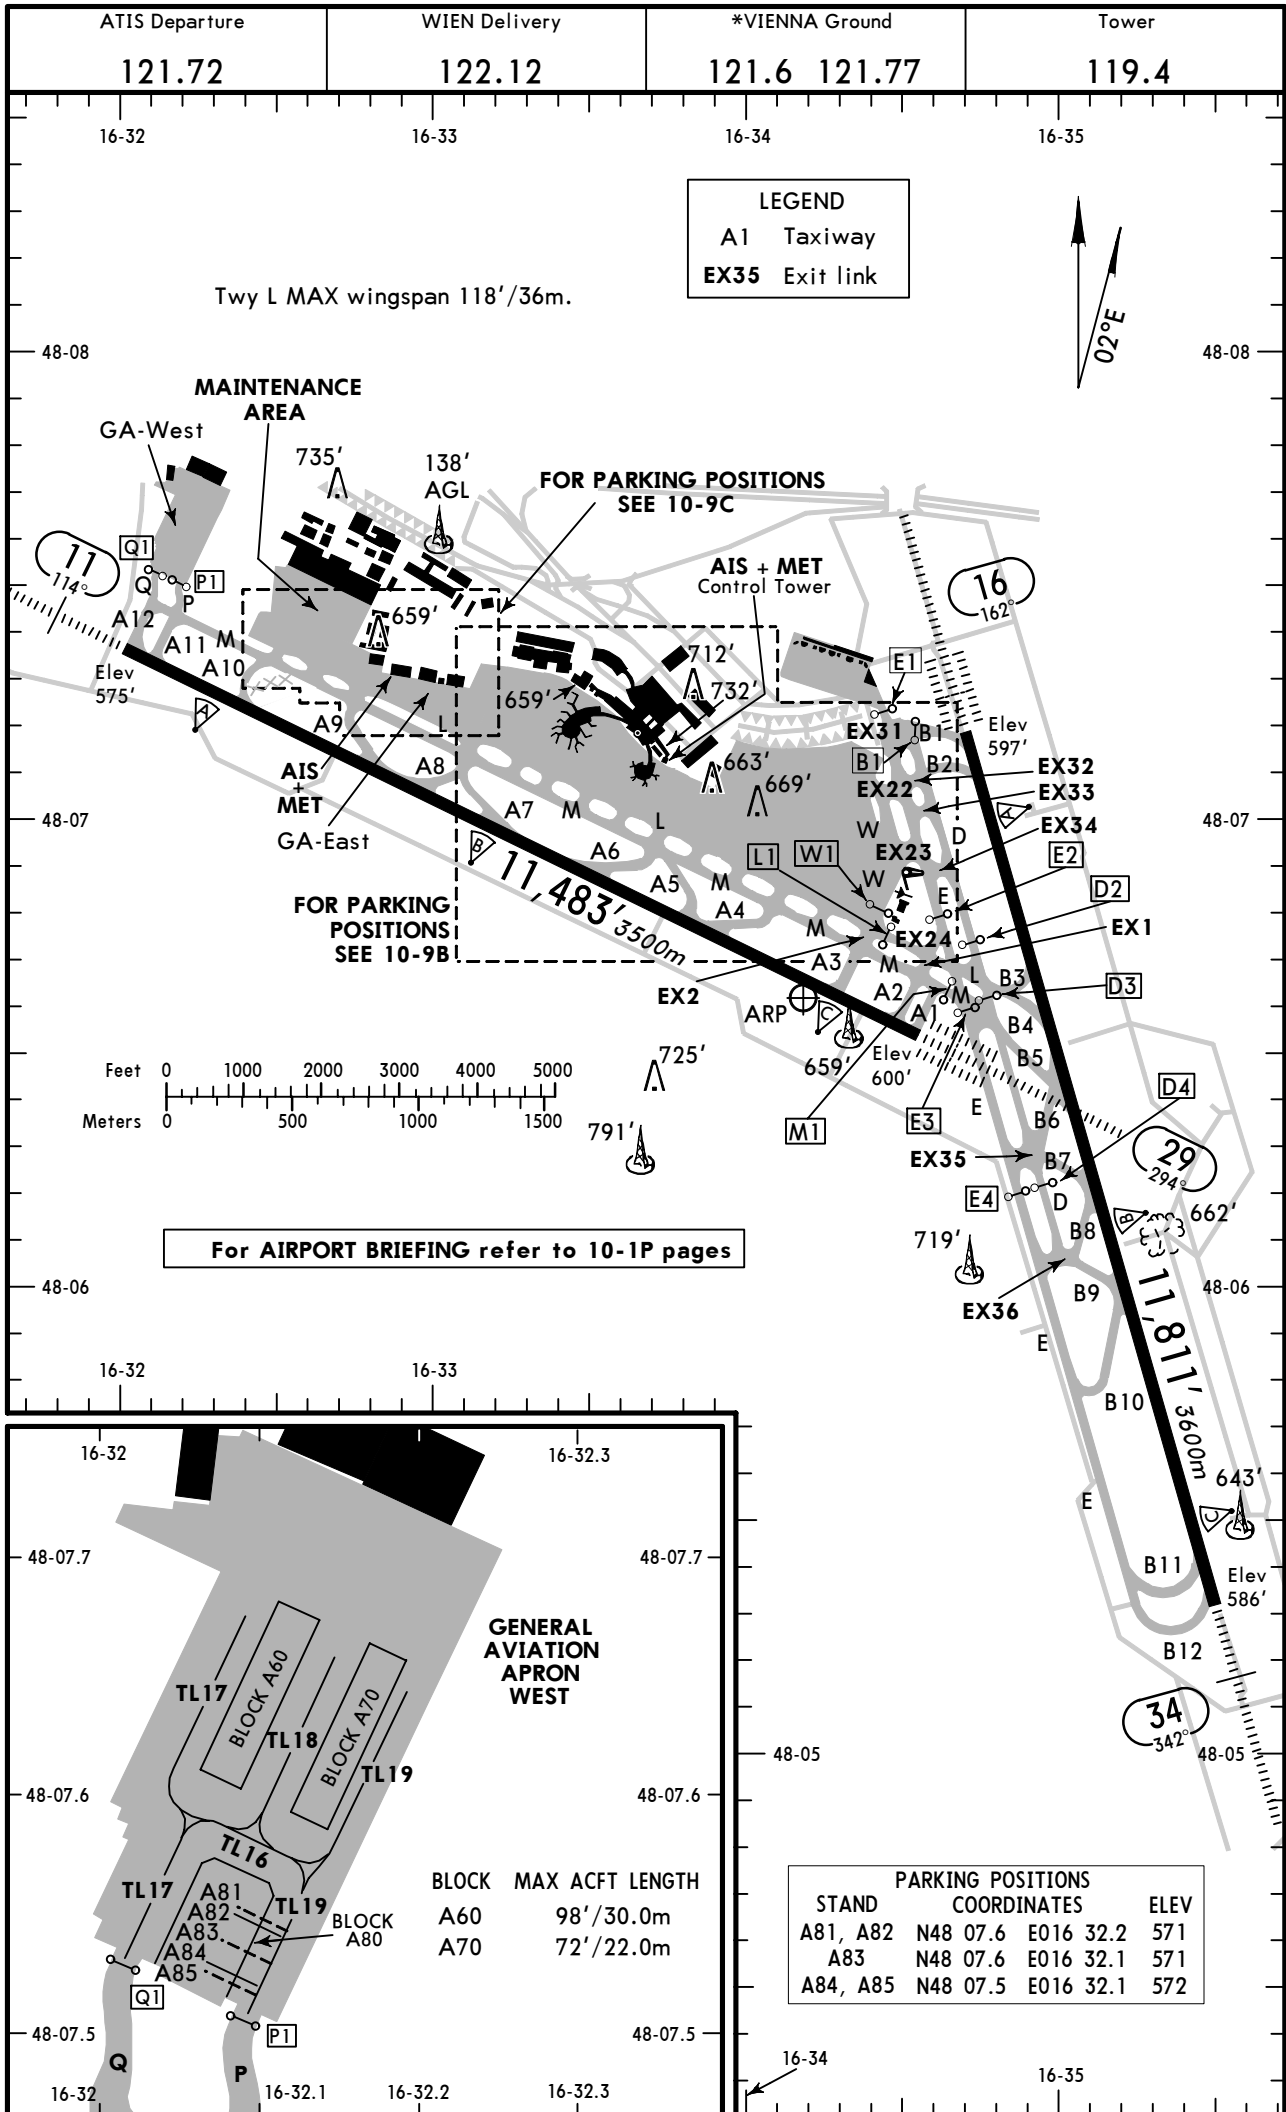 ATIS Departure
121.72
WIEN Delivery
122.12
*VIENNA Ground
121.6 121.77
Tower
119.4
16-32
16-33
16-34
16-35
LEGEND
A1 Taxiway
EX35 Exit link
02°E
Twy L MAX wingspan 118'/36m.
48-08
48-08
MAINTENANCE
AREA
GA-West
735'
138'
AGL
FOR PARKING POSITIONS
SEE 10-9C
AIS + MET
Control Tower
11
114°
Q1
Q
P1
P
16
162°
A12
A11
M
A10
659'
712'
732'
E1
Elev
575'
A
659'
A9
L
EX31
B1
B1
Elev
597'
AIS
+
MET
A8
663'
B2
EX32
EX22
EX33
669'
A
48-07
GA-East
A7
M
L
W
D
EX34
48-07
B
A6
L1
W1
EX23
E2
11,483' 3500m
A5
M
W
E
D2
FOR PARKING
POSITIONS
SEE 10-9B
A4
M
EX24
EX1
A3
M
L
B3
D3
EX2
A2
M
ARP
C
A1
B4
659'
Elev
600'
B5
Feet 0 1000 2000 3000 4000 5000
Meters 0 500 1000 1500
725'
791'
M1
E3
E
B6
D4
EX35
B7
29
294°
E4
D
B
662'
719'
B8
For AIRPORT BRIEFING refer to 10-1P pages
48-06
48-06
EX36
B9
11,811' 3600m
E
16-32
16-33
B10
643'
C
E
B11
Elev
586'
B12
34
342°
48-05
48-05
16-32
16-32.3
48-07.7
48-07.7
GENERAL
AVIATION
APRON
WEST
BLOCK A60
TL17
BLOCK A70
TL18
TL19
48-07.6
48-07.6
TL16
TL17
TL19
A81
A82
A83
A84
A85
BLOCK
A80
BLOCK MAX ACFT LENGTH
A60 98'/30.0m
A70 72'/22.0m
PARKING POSITIONS
STAND COORDINATES ELEV
A81, A82 N48 07.6 E016 32.2 571
A83 N48 07.6 E016 32.1 571
A84, A85 N48 07.5 E016 32.1 572
Q1
P1
48-07.5
48-07.5
Q
P
16-32
16-32.1
16-32.2
16-32.3
16-34
16-35